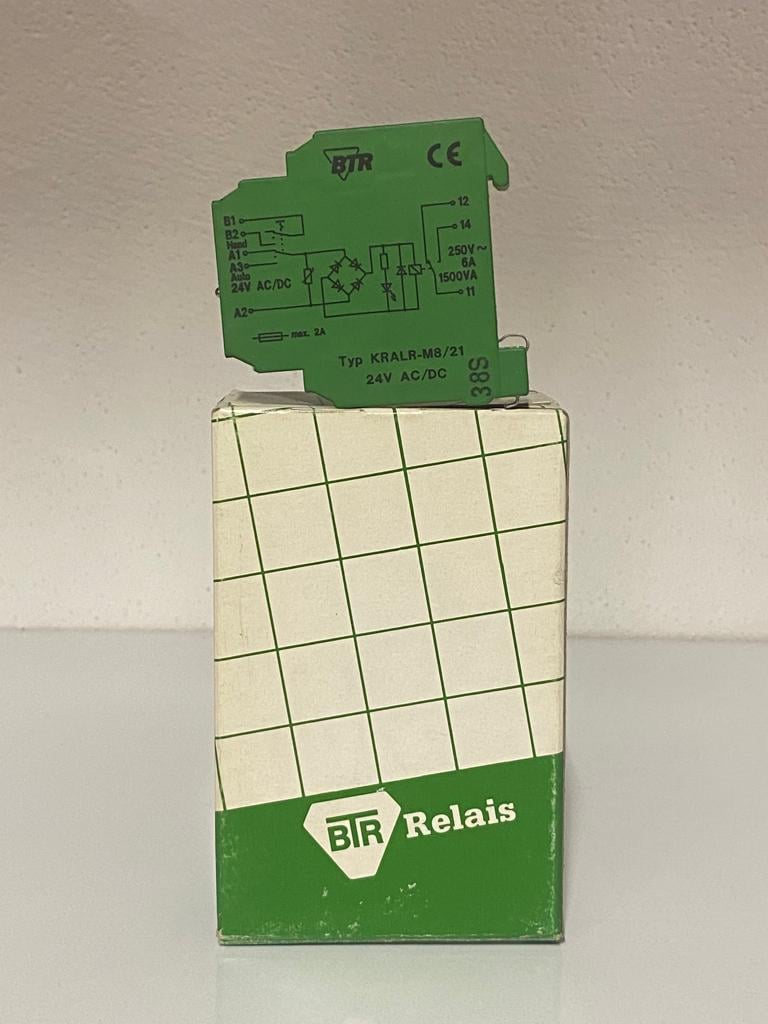 BTR CE
B1
B2
Hand
A1
A3
Auto
24V AC/DC
A2
max. 2A
12
14
250V~
6A
1500VA
11
Typ KRALR-M8/21
24V AC/DC
38S
BTR Relais